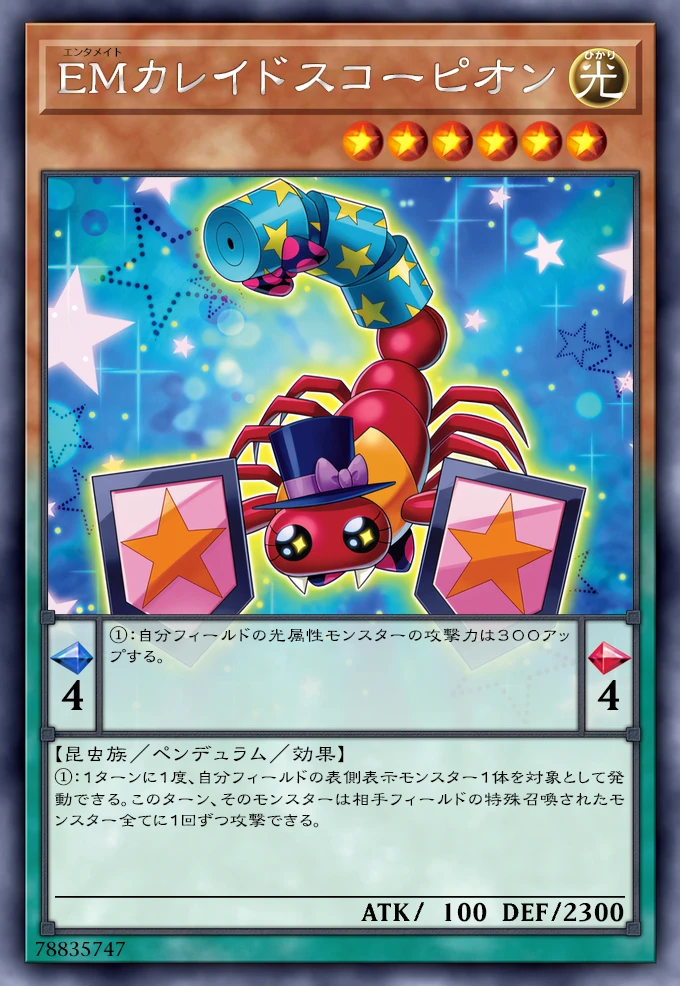 エンタメイト
EMカレイドスコーピオン
ひかり
光
①:自分フィールドの光属性モンスターの攻撃力は300アッ
プする。
4
4
【昆虫族/ペンデュラム/効果】
①:1ターンに1度、自分フィールドの表側表示モンスター1体を対象として発
動できる。このターン、そのモンスターは相手フィールドの特殊召喚されたモ
ンスター全てに1回ずつ攻撃できる。
ATK/ 100 DEF/2300
78835747